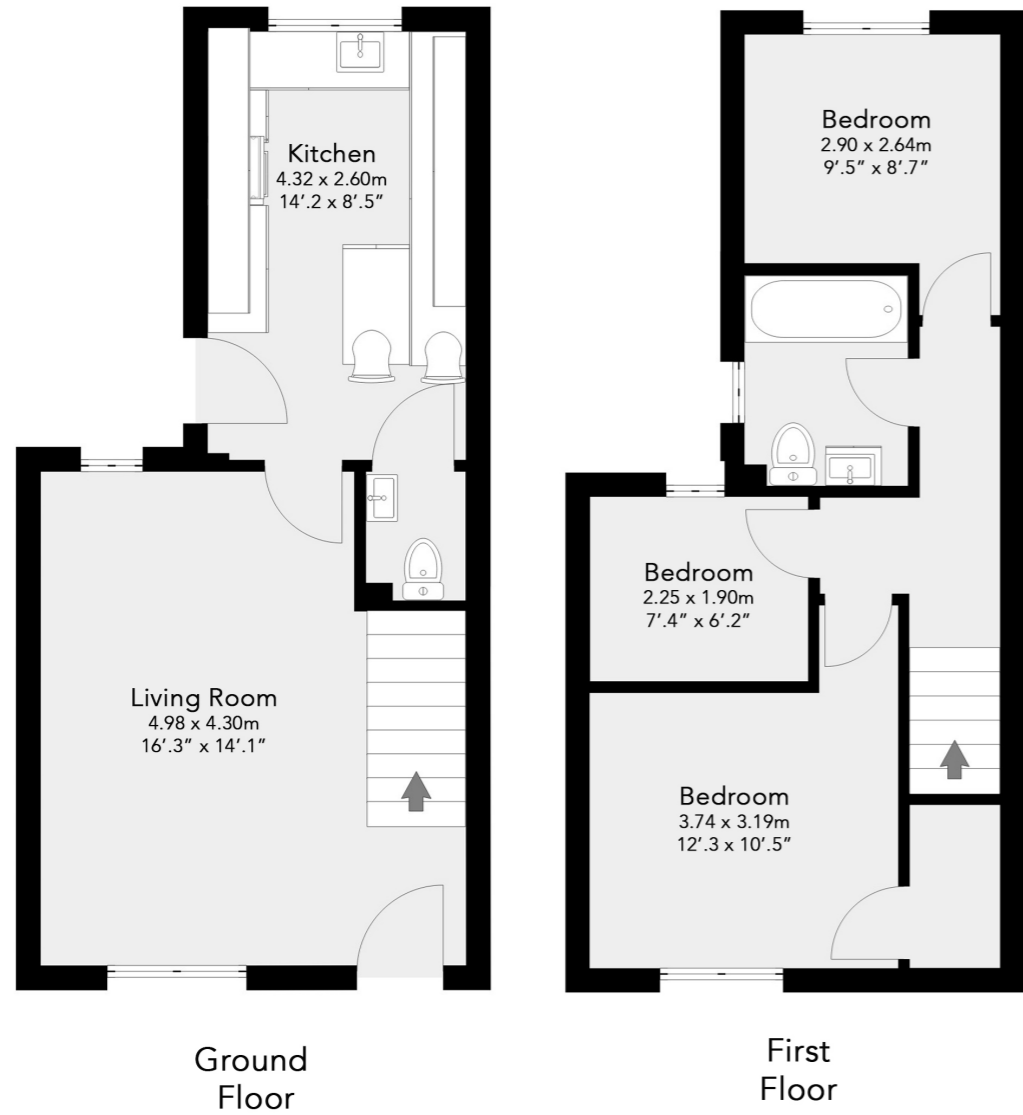 Kitchen
4.32 x 2.60m
14'.2 x 8'.5"
Living Room
4.98 x 4.30m
16'.3" x 14'.1"
Ground
Floor
Bedroom
2.90 x 2.64m
9'.5" x 8'.7"
Bedroom
2.25 x 1.90m
7'.4" x 6'.2"
Bedroom
3.74 x 3.19m
12'.3 x 10'.5"
First
Floor